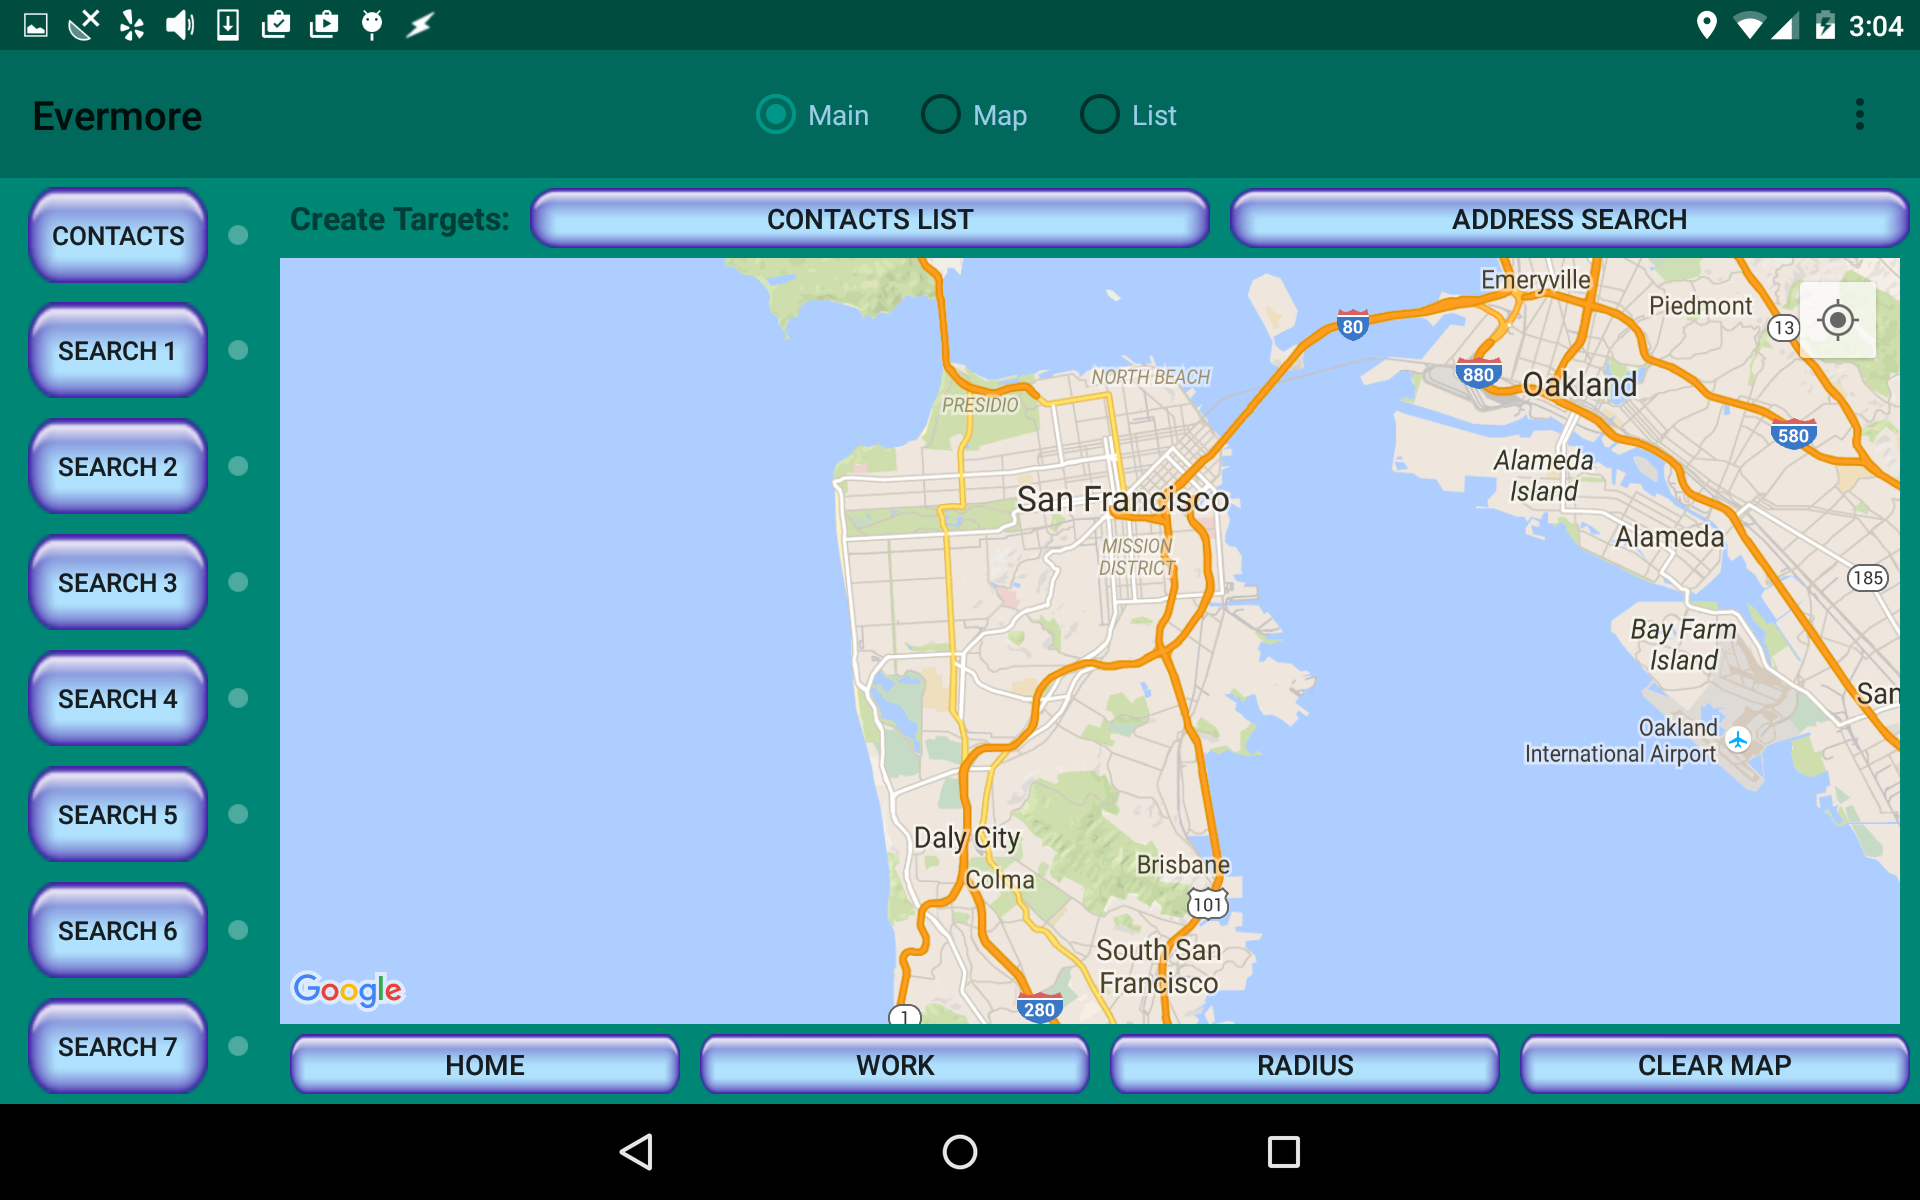 3:04
Evermore
Main
Map
List
CONTACTS
SEARCH 1
SEARCH 2
SEARCH 3
SEARCH 4
SEARCH 5
SEARCH 6
SEARCH 7
Create Targets:
CONTACTS LIST
ADDRESS SEARCH
Emeryville
Piedmont
80
13
880
Oakland
NORTH BEACH
PRESIDIO
580
Alameda
Island
San Francisco
Alameda
MISSION
DISTRICT
185
Bay Farm
Island
San
Oakland
International Airport
Daly City
Brisbane
Colma
101
South San
Francisco
Google
280
1
HOME
WORK
RADIUS
CLEAR MAP